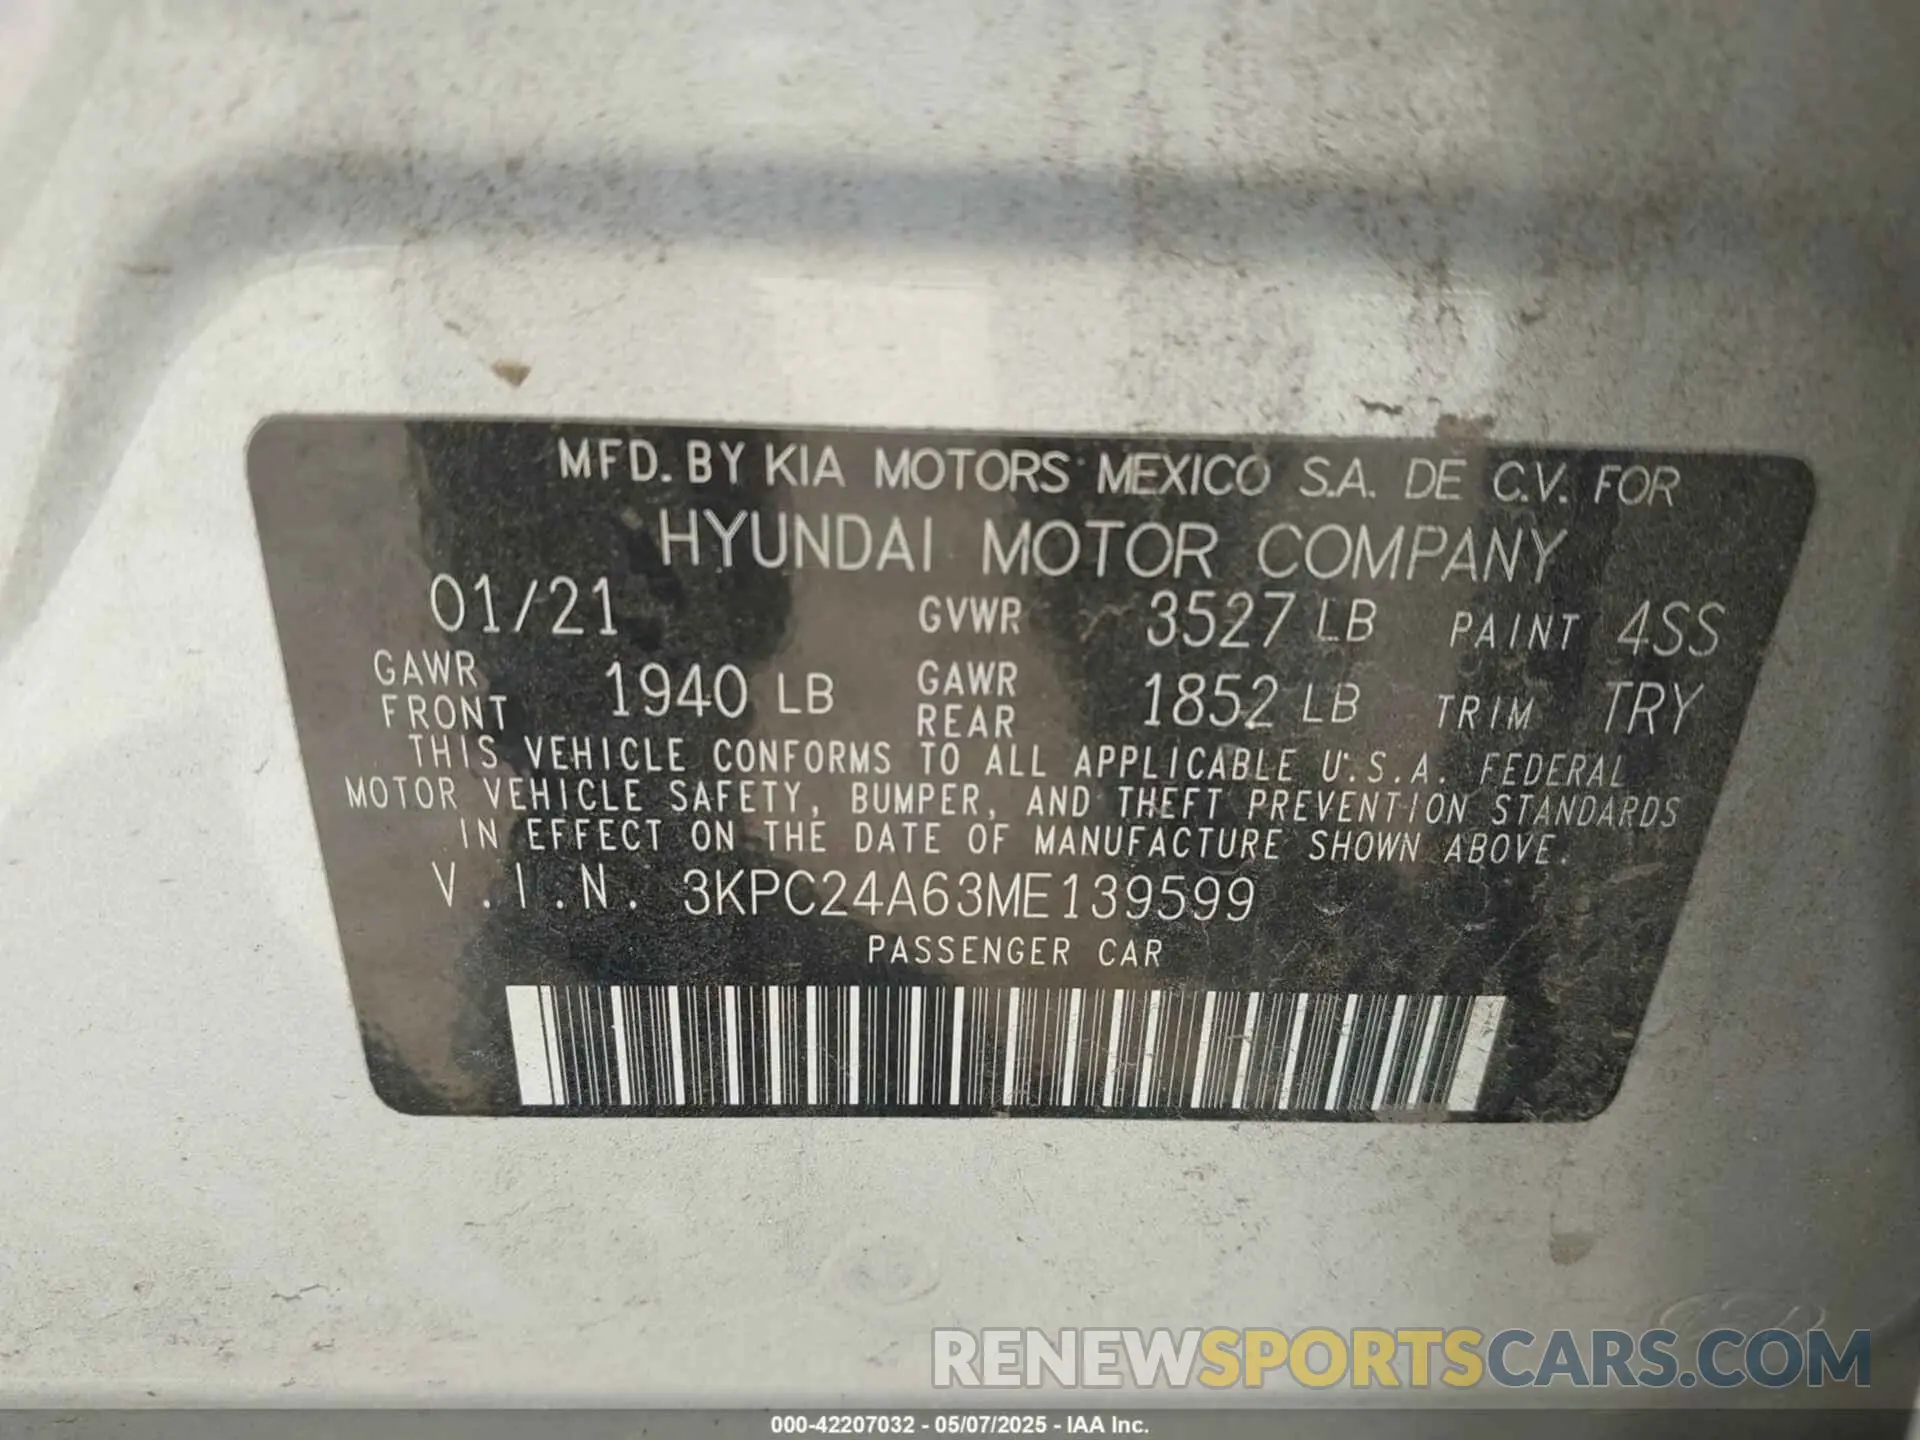 MFD. BY KIA MOTORS MEXICO S.A. DE C.V. FOR
HYUNDAI MOTOR COMPANY
01/21 GVWR 3527 LB PAINT 4SS
GAWR FRONT 1940 LB GAWR REAR 1852 LB TRIM TRY
THIS VEHICLE CONFORMS TO ALL APPLICABLE U.S.A. FEDERAL
MOTOR VEHICLE SAFETY, BUMPER, AND THEFT PREVENTION STANDARDS
IN EFFECT ON THE DATE OF MANUFACTURE SHOWN ABOVE.
V.I.N. 3KPC24A63ME139599
PASSENGER CAR
RENEWSPORTSCARS.COM
000-42207032 - 05/07/2025 - IAA Inc.